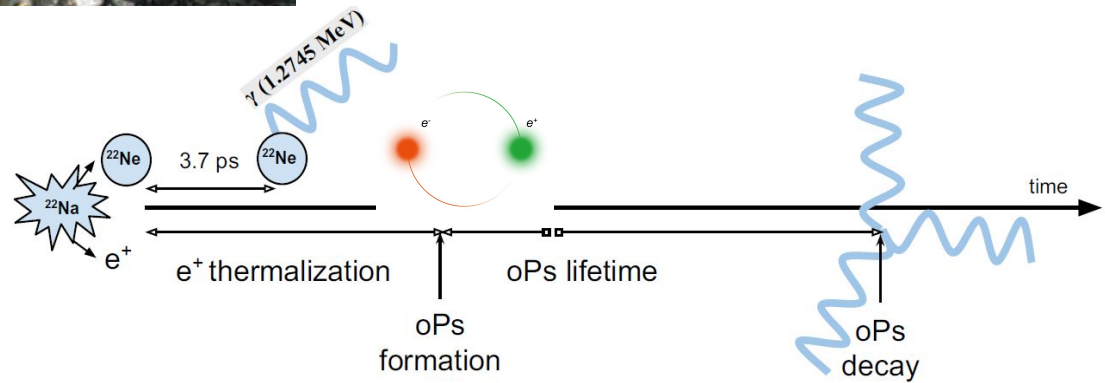 γ (1.2745 MeV)
e⁻
e⁺
²²Ne
3.7 ps
²²Ne
²²Na
time
e⁺
e⁺ thermalization
oPs lifetime
oPs
formation
oPs
decay